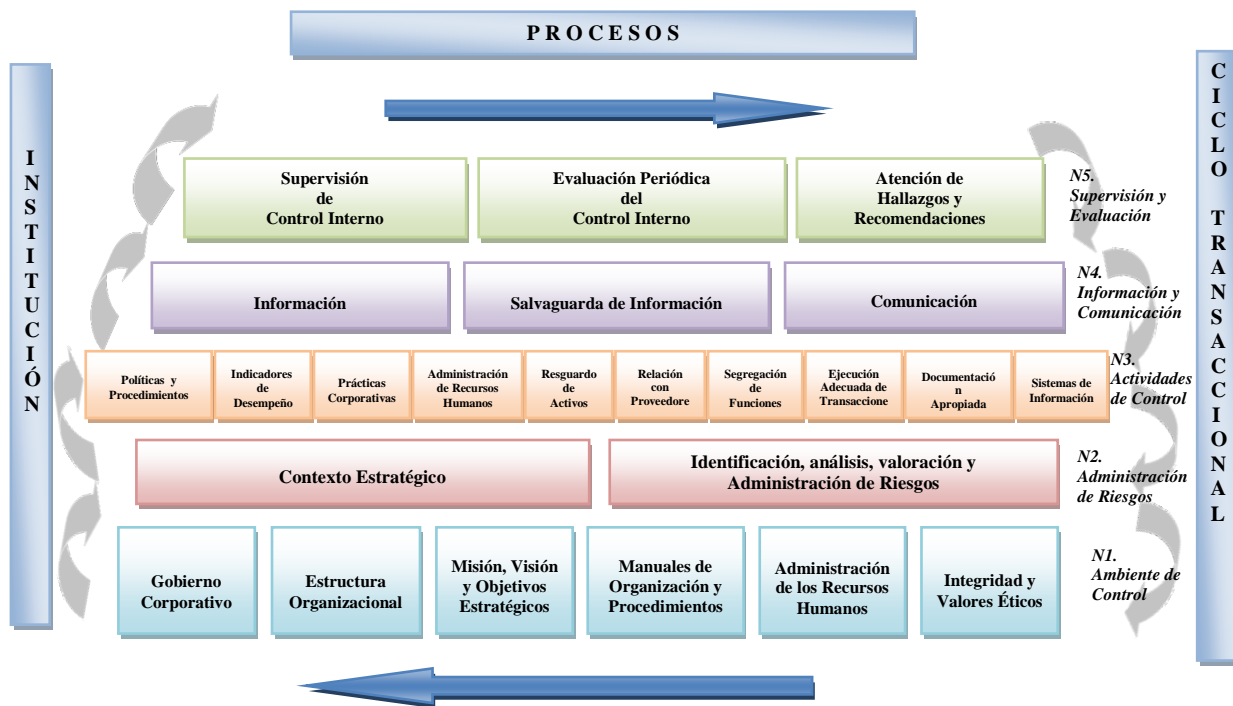 PROCESOS
INSTITUCIÓN
CICLO TRANSACCIONAL
Supervisión
de
Control Interno
Evaluación Periódica
del
Control Interno
Atención de
Hallazgos y
Recomendaciones
N5.
Supervisión y
Evaluación
Información
Salvaguarda de Información
Comunicación
N4.
Información y
Comunicación
Políticas y
Procedimientos
Indicadores
de
Desempeño
Prácticas
Corporativas
Administración
de Recursos
Humanos
Resguardo
de
Activos
Relación
con
Proveedore
Segregación
de
Funciones
Ejecución
Adecuada de
Transaccione
Documentació
n
Apropiada
Sistemas de
Información
N3.
Actividades
de Control
Contexto Estratégico
Identificación, análisis, valoración y
Administración de Riesgos
N2.
Administración
de Riesgos
Gobierno
Corporativo
Estructura
Organizacional
Misión, Visión
y Objetivos
Estratégicos
Manuales de
Organización y
Procedimientos
Administración
de los Recursos
Humanos
Integridad y
Valores Éticos
N1.
Ambiente de
Control